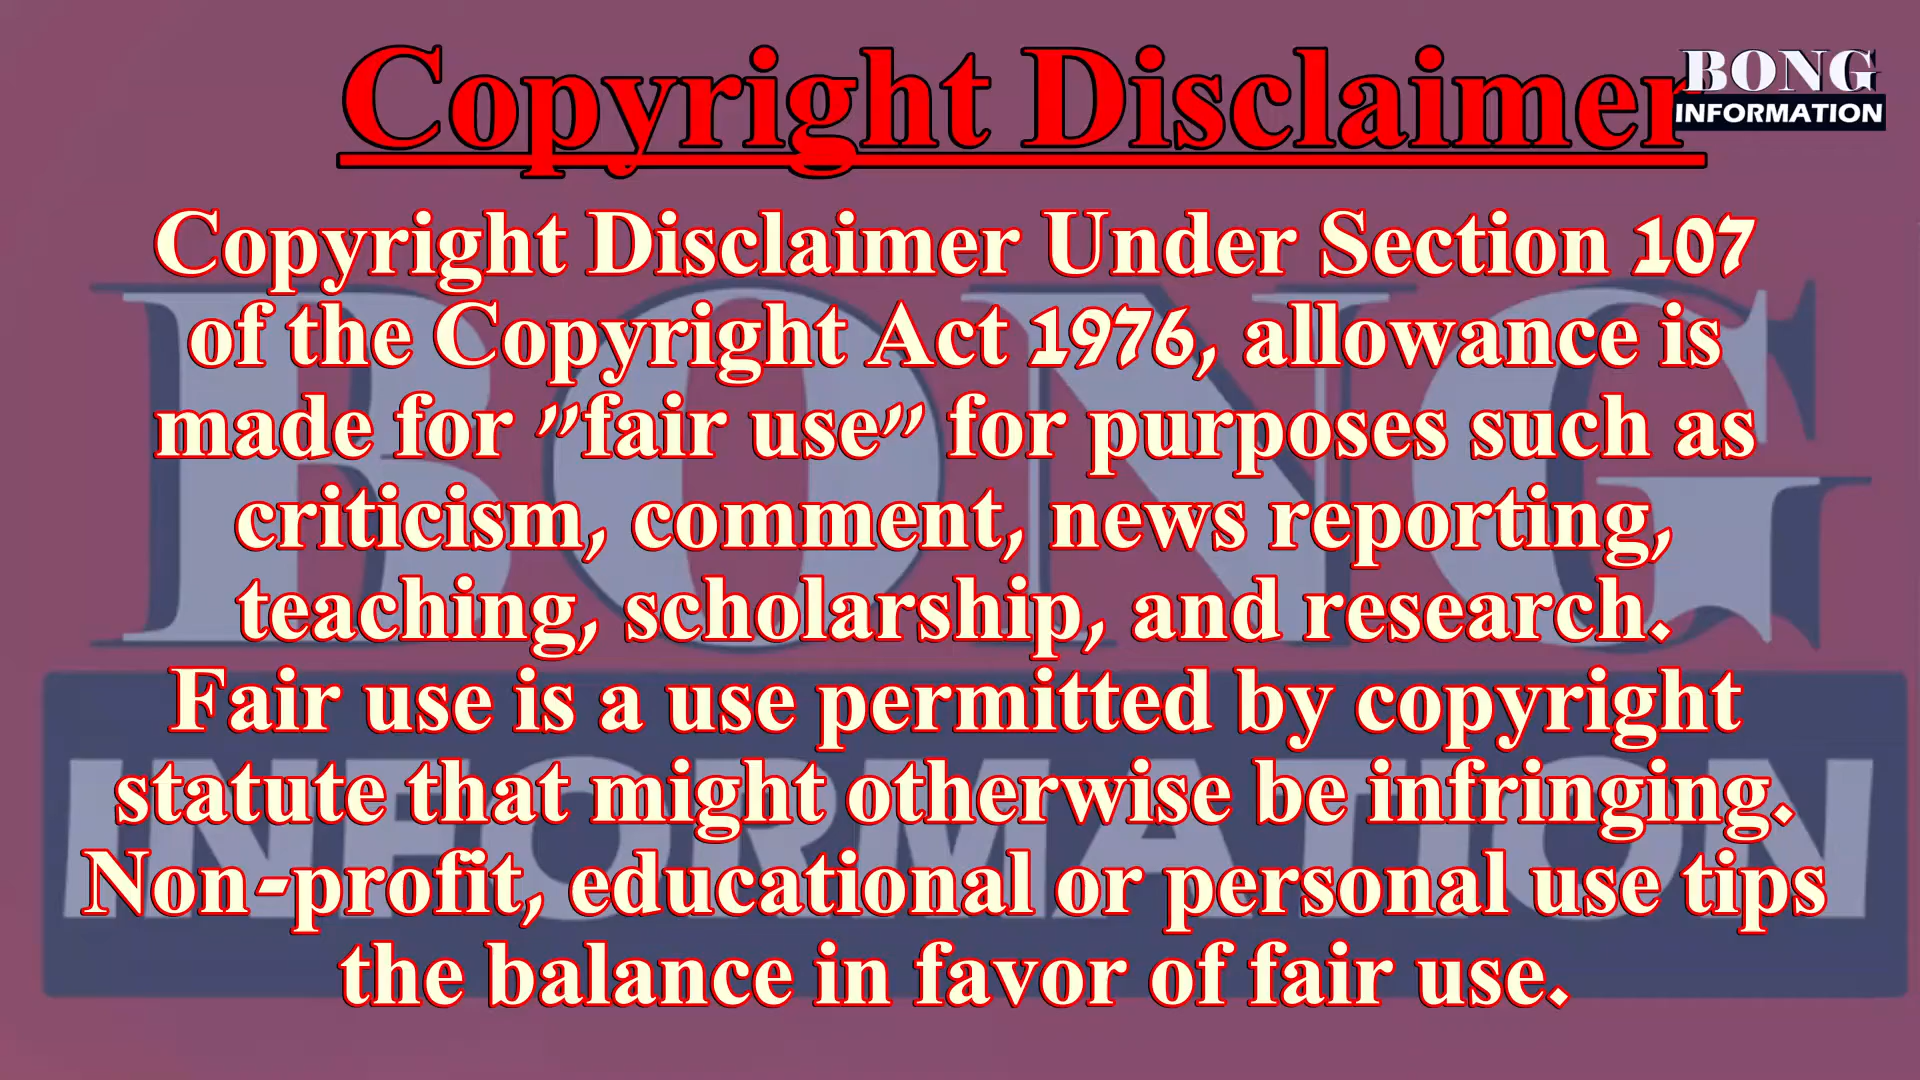 Copyright Disclaimer
BONG
INFORMATION
Copyright Disclaimer Under Section 107
of the Copyright Act 1976, allowance is
made for "fair use" for purposes such as
criticism, comment, news reporting,
teaching, scholarship, and research.
Fair use is a use permitted by copyright
statute that might otherwise be infringing.
Non-profit, educational or personal use tips
the balance in favor of fair use.
BONG
INFORMATION